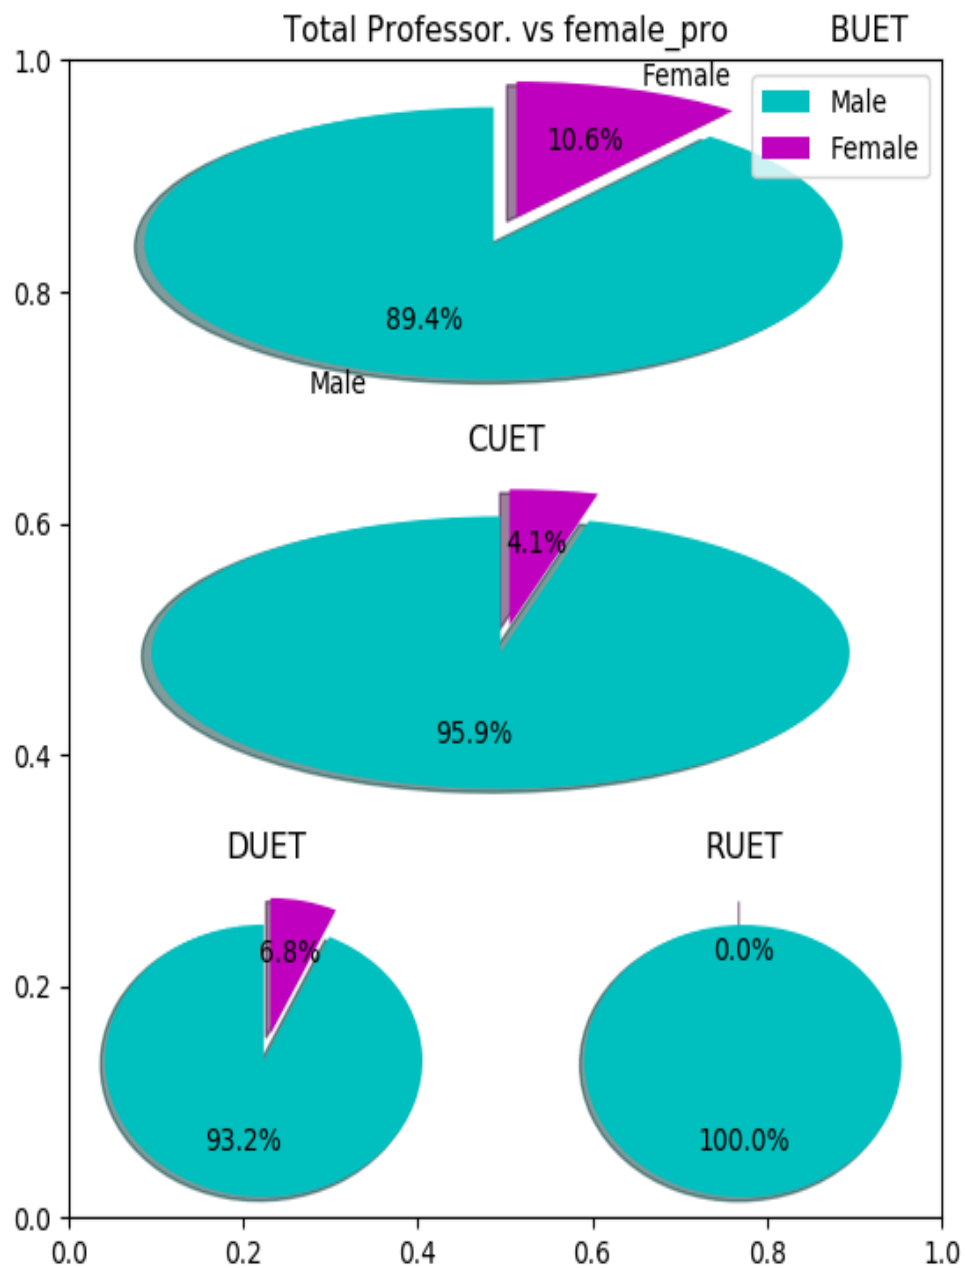 Total Professor. vs female_pro
BUET
1.0
Female
Male
Female
10.6%
0.8
89.4%
Male
CUET
0.6
4.1%
95.9%
0.4
DUET
RUET
6.8%
0.0%
0.2
93.2%
100.0%
0.0
0.0 0.2 0.4 0.6 0.8 1.0